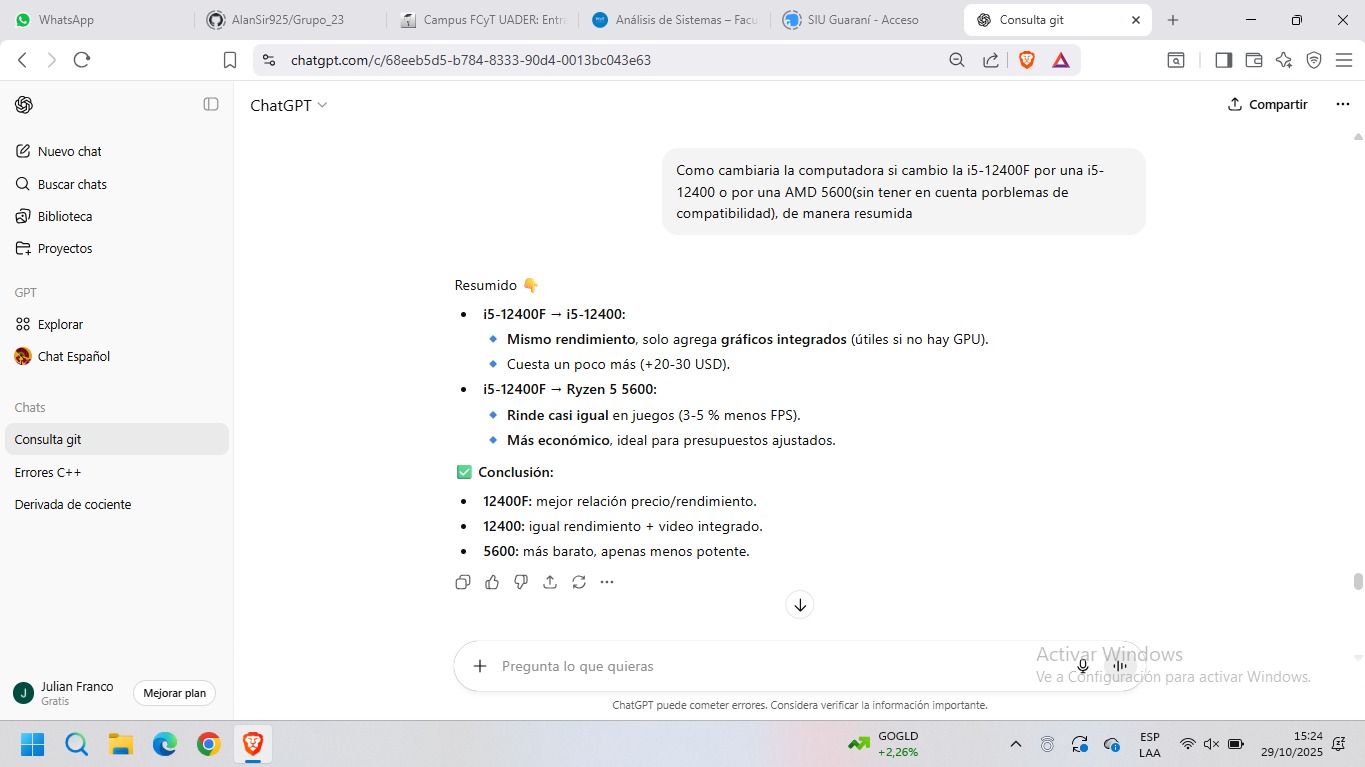 WhatsApp
AlanSir925/Grupo_23
Campus FCyT UADER: Entra
Análisis de Sistemas – Facu
SIU Guaraní - Acceso
Consulta git
chatgpt.com/c/68eeb5d5-b784-8333-90d4-0013bc043e63
ChatGPT
Compartir
Nuevo chat
Buscar chats
Biblioteca
Proyectos
GPT
Explorar
Chat Español
Chats
Consulta git
Errores C++
Derivada de cociente
J
Julian Franco
Gratis
Mejorar plan
Como cambiaria la computadora si cambio la i5-12400F por una i5-
12400 o por una AMD 5600(sin tener en cuenta porblemas de
compatibilidad), de manera resumida
Resumido 👇
• i5-12400F → i5-12400:
🔹 Mismo rendimiento, solo agrega gráficos integrados (útiles si no hay GPU).
🔹 Cuesta un poco más (+20-30 USD).
• i5-12400F → Ryzen 5 5600:
🔹 Rinde casi igual en juegos (3-5 % menos FPS).
🔹 Más económico, ideal para presupuestos ajustados.
✅ Conclusión:
• 12400F: mejor relación precio/rendimiento.
• 12400: igual rendimiento + video integrado.
• 5600: más barato, apenas menos potente.
Pregunta lo que quieras
Activar Windows
Ve a Configuración para activar Windows.
ChatGPT puede cometer errores. Considera verificar la información importante.
GOGLD
+2,26%
ESP
LAA
15:24
29/10/2025